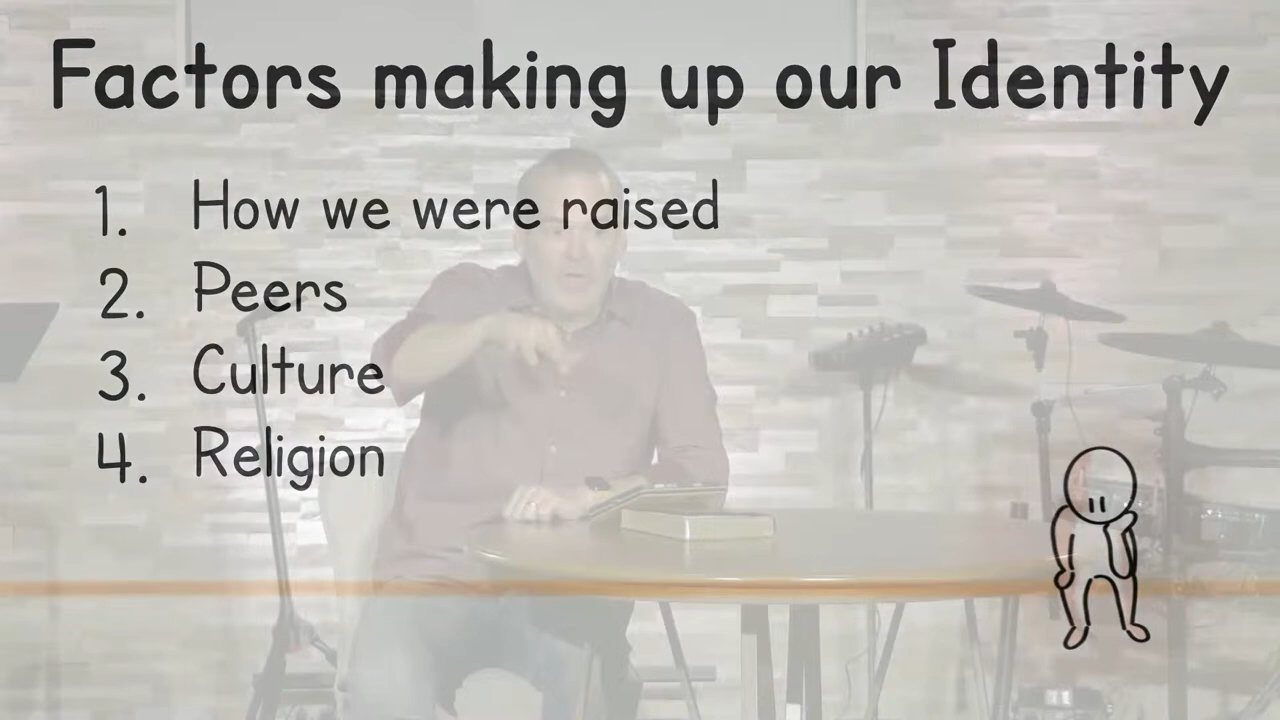 Factors making up our Identity
1. How we were raised
2. Peers
3. Culture
4. Religion